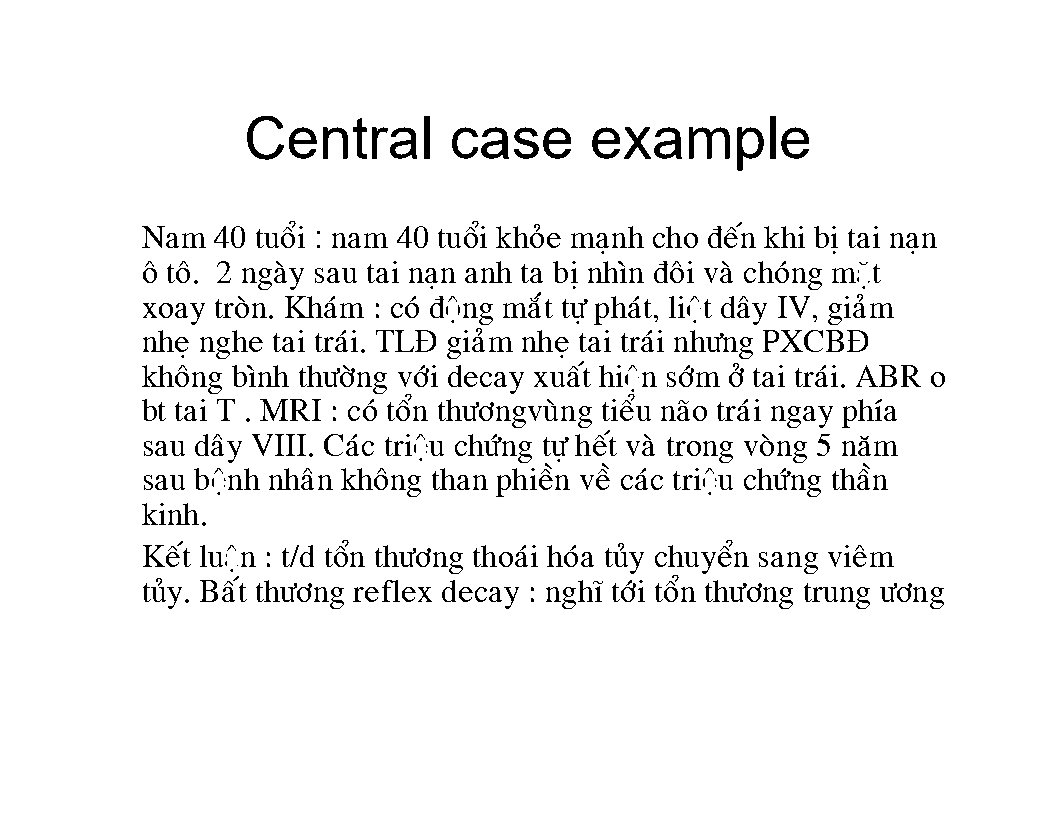 Central case example
Nam 40 tuổi : nam 40 tuổi khỏe mạnh cho đến khi bị tai nạn
ô tô. 2 ngày sau tai nạn anh ta bị nhìn đôi và chóng mặt
xoay tròn. Khám : có động mắt tự phát, liệt dây IV, giảm
nhẹ nghe tai trái. TLĐ giảm nhẹ tai trái nhưng PXCBĐ
không bình thường với decay xuất hiện sớm ở tai trái. ABR o
bt tai T . MRI : có tổn thươngvùng tiểu não trái ngay phía
sau dây VIII. Các triệu chứng tự hết và trong vòng 5 năm
sau bệnh nhân không than phiền về các triệu chứng thần
kinh.
Kết luận : t/d tổn thương thoái hóa tủy chuyển sang viêm
tủy. Bất thương reflex decay : nghĩ tới tổn thương trung ương